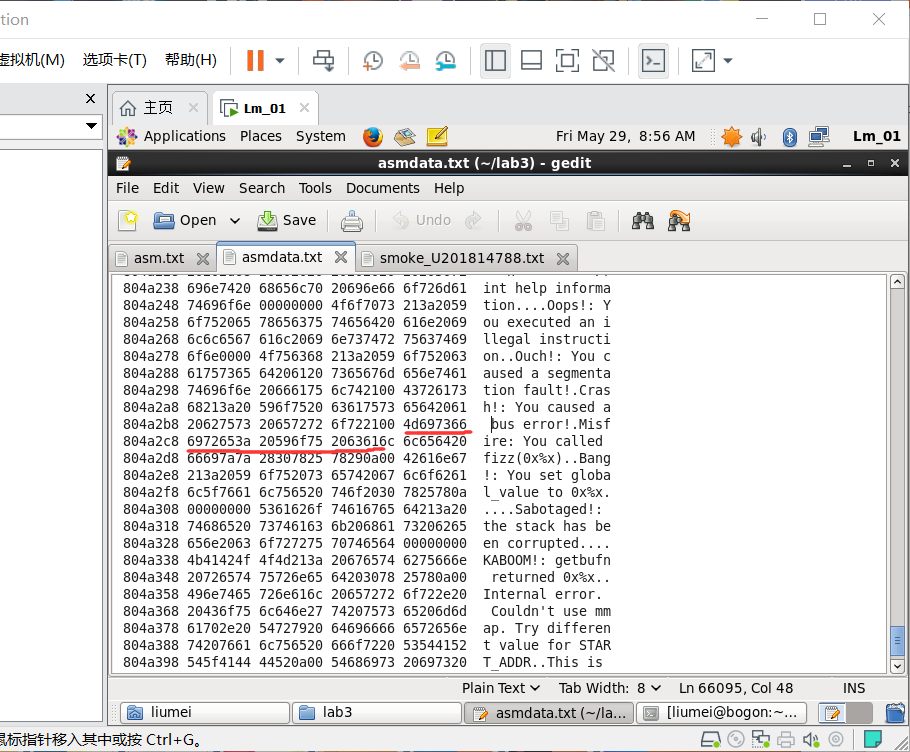 tion
虚拟机(M) 选项卡(T) 帮助(H)
主页 Lm_01
Applications Places System Fri May 29, 8:56 AM Lm_01
asmdata.txt (~/lab3) - gedit
File Edit View Search Tools Documents Help
Open Save Undo
asm.txt asmdata.txt smoke_U201814788.txt
804a238 696e7420 68656c70 20696e66 6f726d61 int help informa
804a248 74696f6e 00000000 4f6f7073 213a2059 tion....Oops!: Y
804a258 6f752065 78656375 74656420 616e2069 ou executed an i
804a268 6c6c6567 616c2069 6e737472 75637469 llegal instructi
804a278 6f6e0000 4f756368 213a2059 6f752063 on..Ouch!: You c
804a288 61757365 64206120 7365676d 656e7461 aused a segmenta
804a298 74696f6e 20666175 6c742100 43726173 tion fault!.Cras
804a2a8 68213a20 596f7520 63617573 65642061 h!: You caused a
804a2b8 20627573 20657272 6f722100 4d697366 bus error!.Misf
804a2c8 6972653a 20596f75 2063616c 6c656420 ire: You called
804a2d8 66697a7a 28307825 78290a00 42616e67 fizz(0x%x)..Bang
804a2e8 213a2059 6f752073 65742067 6c6f6261 !: You set globa
804a2f8 6c5f7661 6c756520 746f2030 7825780a l_value to 0x%x.
804a308 00000000 5361626f 74616765 64213a20 ....Sabotaged!:
804a318 74686520 73746163 6b206861 73206265 the stack has be
804a328 656e2063 6f727275 70746564 00000000 en corrupted....
804a338 4b41424f 4f4d213a 20676574 6275666e KABOOM!: getbufn
804a348 20726574 75726e65 64203078 25780a00 returned 0x%x..
804a358 496e7465 726e616c 20657272 6f722e20 Internal error.
804a368 20436f75 6c646e27 74207573 65206d6d Couldn't use mm
804a378 61702e20 54727920 64696666 6572656e ap. Try differen
804a388 74207661 6c756520 666f7220 53544152 t value for STAR
804a398 545f4144 44520a00 54686973 20697320 T_ADDR..This is
Plain Text Tab Width: 8 Ln 66095, Col 48 INS
liumei lab3 asmdata.txt (~/la... [liumei@bogon:~...
鼠标指针移入其中或按 Ctrl+G。